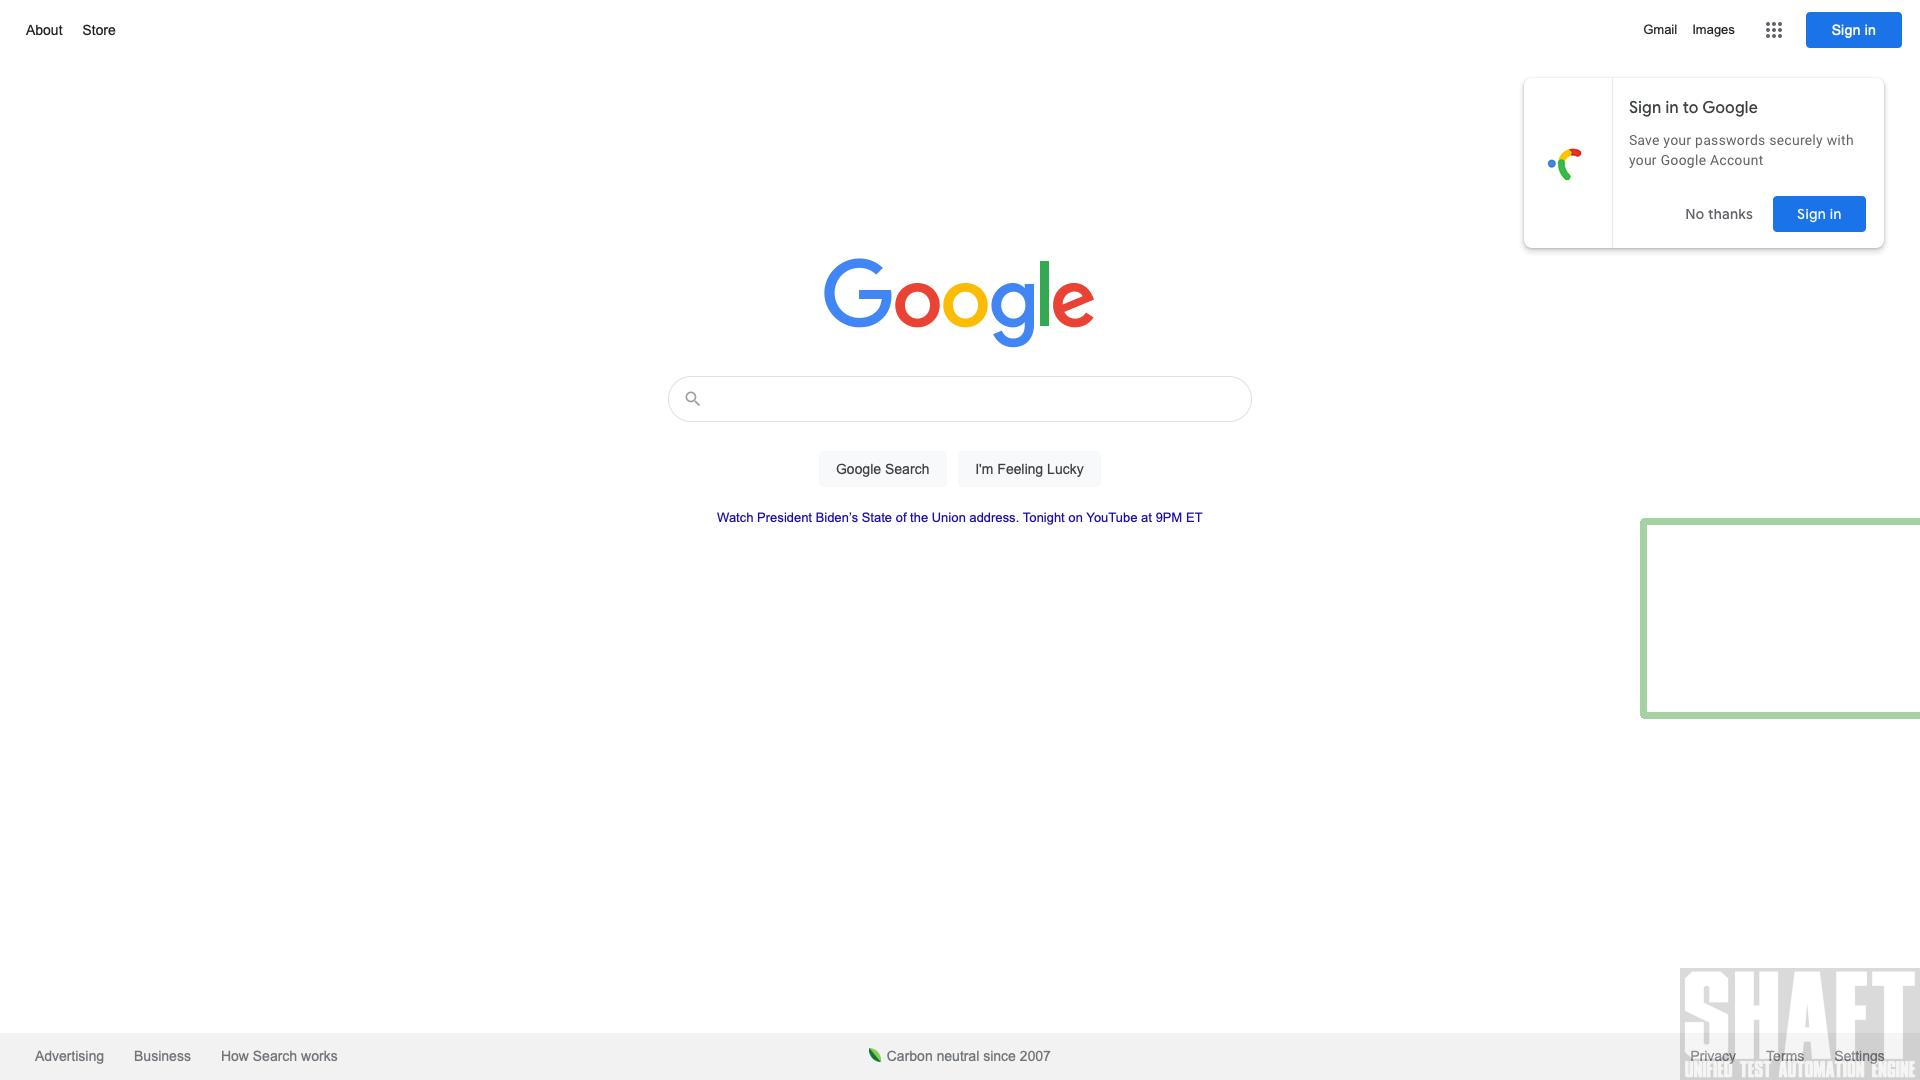 About Store Gmail Images Sign in
Sign in to Google
Save your passwords securely with
your Google Account
No thanks Sign in
Google
Google Search I'm Feeling Lucky
Watch President Biden’s State of the Union address. Tonight on YouTube at 9PM ET
Advertising Business How Search works Carbon neutral since 2007 Privacy Terms Settings
SHAFT
UNIFIED TEST AUTOMATION ENGINE